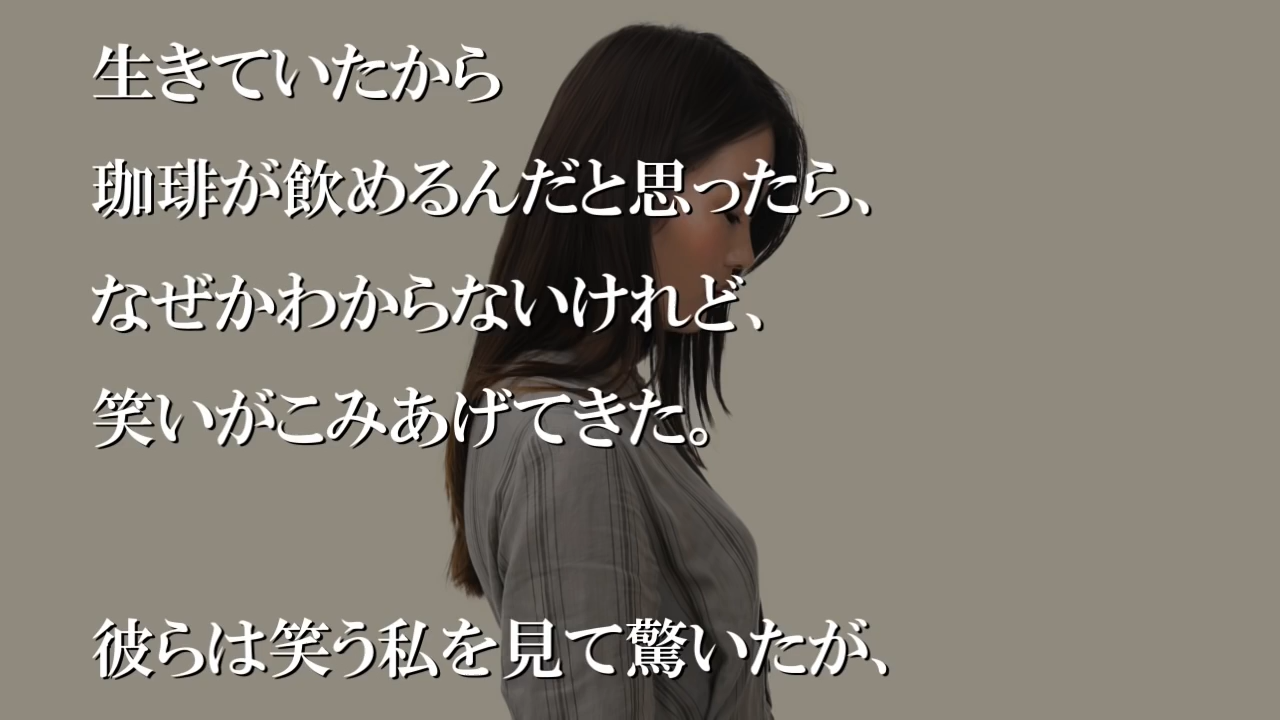 生きていたから
珈琲が飲めるんだと思ったら、
なぜかわからないけれど、
笑いがこみあげてきた。
彼らは笑う私を見て驚いたが、